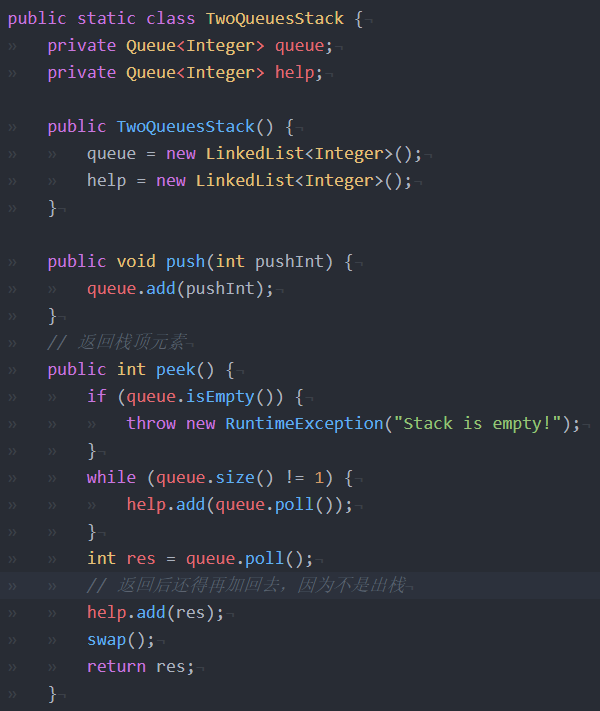 public static class TwoQueuesStack {
private Queue<Integer> queue;
private Queue<Integer> help;
public TwoQueuesStack() {
queue = new LinkedList<Integer>();
help = new LinkedList<Integer>();
}
public void push(int pushInt) {
queue.add(pushInt);
}
// 返回栈顶元素
public int peek() {
if (queue.isEmpty()) {
throw new RuntimeException("Stack is empty!");
}
while (queue.size() != 1) {
help.add(queue.poll());
}
int res = queue.poll();
// 返回后还得再加回去，因为不是出栈
help.add(res);
swap();
return res;
}